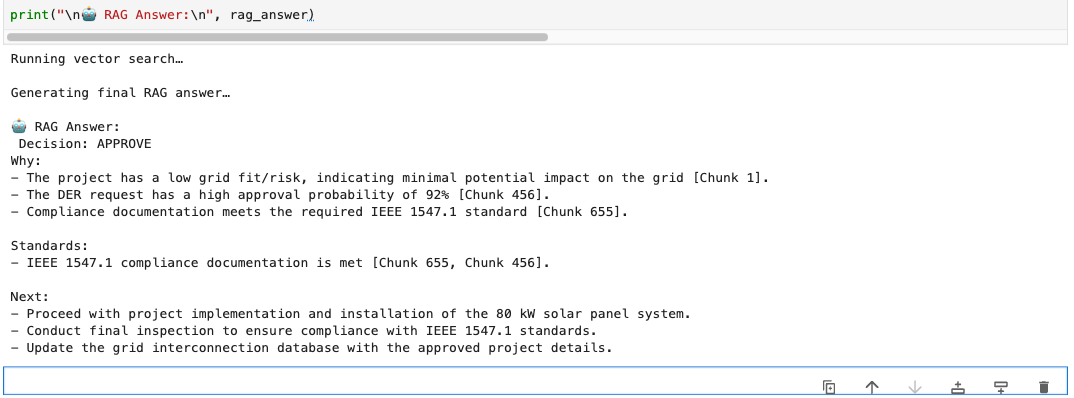 print("\n🤖 RAG Answer:\n", rag_answer)
Running vector search…
Generating final RAG answer…
🤖 RAG Answer:
Decision: APPROVE
Why:
- The project has a low grid fit/risk, indicating minimal potential impact on the grid [Chunk 1].
- The DER request has a high approval probability of 92% [Chunk 456].
- Compliance documentation meets the required IEEE 1547.1 standard [Chunk 655].
Standards:
- IEEE 1547.1 compliance documentation is met [Chunk 655, Chunk 456].
Next:
- Proceed with project implementation and installation of the 80 kW solar panel system.
- Conduct final inspection to ensure compliance with IEEE 1547.1 standards.
- Update the grid interconnection database with the approved project details.